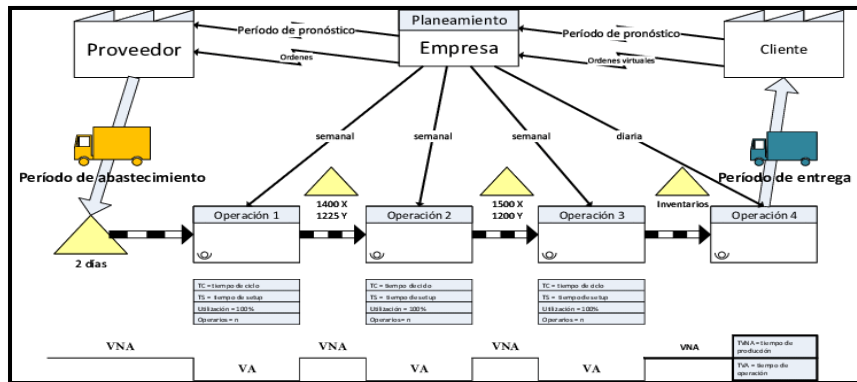 Planeamiento
Proveedor
Período de pronóstico
Empresa
Período de pronóstico
Cliente
Ordenes
Ordenes virtuales
semanal
semanal
semanal
diaria
Período de abastecimiento
Período de entrega
1400 X
1225 Y
1500 X
1200 Y
Inventarios
Operación 1
Operación 2
Operación 3
Operación 4
2 días
TC = tiempo de ciclo
TS = tiempo de setup
Utilización = 100%
Operarios = n
TC = tiempo de ciclo
TS = tiempo de setup
Utilización = 100%
Operarios = n
TC = tiempo de ciclo
TS = tiempo de setup
Utilización = 100%
Operarios = n
VNA
VNA
VNA
VNA
VA
VA
VA
TVNA = tiempo de
producción
TVA = tiempo de
operación